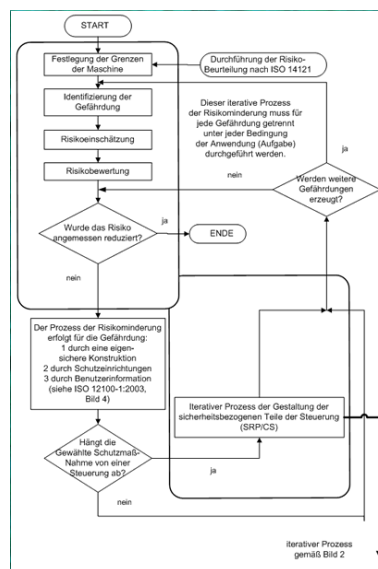 START
Festlegung der Grenzen
der Maschine
Durchführung der Risiko-
Beurteilung nach ISO 14121
Identifizierung der
Gefährdung
Dieser iterative Prozess
der Risikominderung muss für
jede Gefährdung getrennt
unter jeder Bedingung
der Anwendung (Aufgabe)
durchgeführt werden.
Risikoeinschätzung
ja
Risikobewertung
nein
Werden weitere
Gefährdungen
erzeugt?
Wurde das Risiko
angemessen reduziert?
ja
ENDE
nein
Der Prozess der Risikominderung
erfolgt für die Gefährdung:
1 durch eine eigen-
sichere Konstruktion
2 durch Schutzeinrichtungen
3 durch Benutzerinformation
(siehe ISO 12100-1:2003,
Bild 4)
Iterativer Prozess der Gestaltung der
sicherheitsbezogenen Teile der Steuerung
(SRP/CS)
Hängt die
Gewählte Schutzmaß-
Nahme von einer
Steuerung ab?
ja
nein
iterativer Prozess
gemäß Bild 2